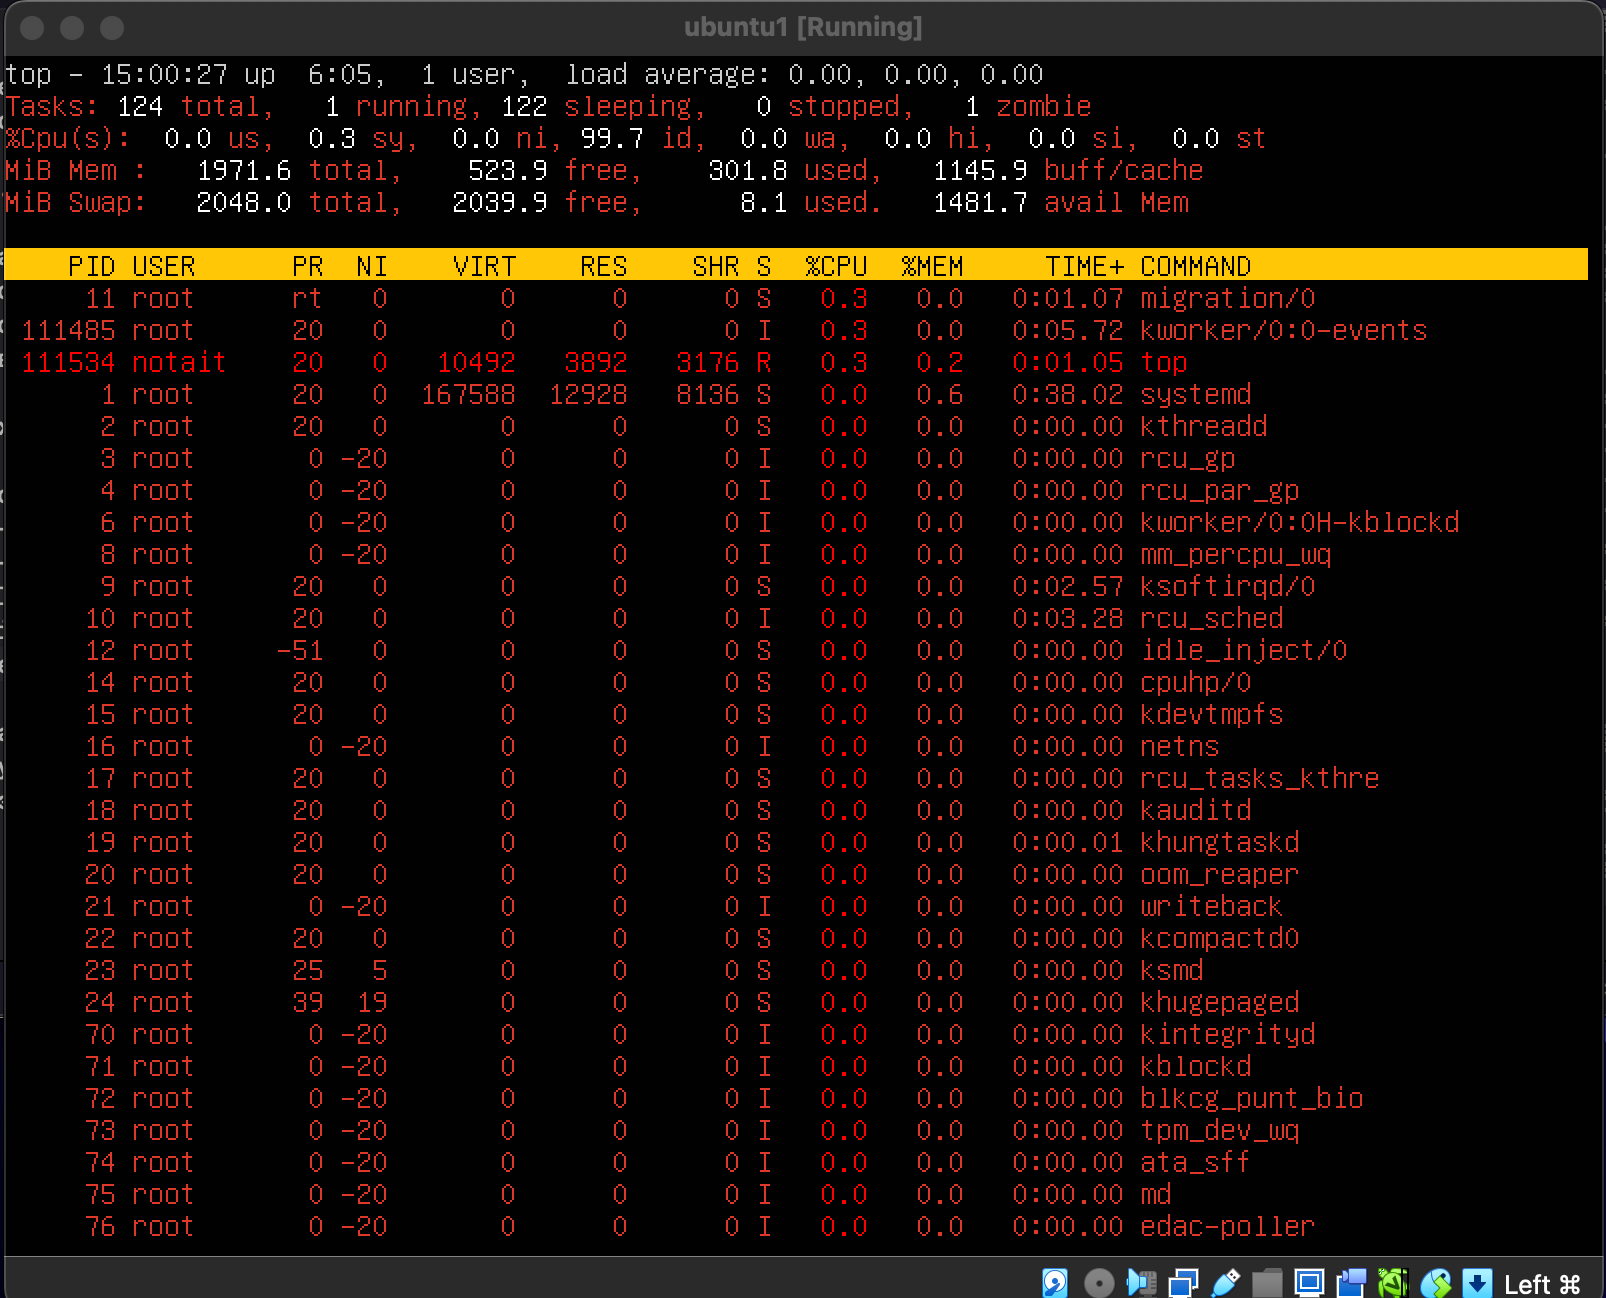 ubuntu1 [Running]
top - 15:00:27 up  6:05,  1 user,  load average: 0.00, 0.00, 0.00
Tasks: 124 total,   1 running, 122 sleeping,   0 stopped,   1 zombie
%Cpu(s):  0.0 us,  0.3 sy,  0.0 ni, 99.7 id,  0.0 wa,  0.0 hi,  0.0 si,  0.0 st
MiB Mem :   1971.6 total,    523.9 free,    301.8 used,   1145.9 buff/cache
MiB Swap:   2048.0 total,   2039.9 free,      8.1 used.   1481.7 avail Mem
PID USER      PR  NI    VIRT    RES    SHR S  %CPU  %MEM     TIME+ COMMAND
11 root      rt   0       0      0      0 S   0.3   0.0   0:01.07 migration/0
111485 root      20   0       0      0      0 I   0.3   0.0   0:05.72 kworker/0:0-events
111534 notait    20   0   10492   3892   3176 R   0.3   0.2   0:01.05 top
1 root      20   0  167588  12928   8136 S   0.0   0.6   0:38.02 systemd
2 root      20   0       0      0      0 S   0.0   0.0   0:00.00 kthreadd
3 root       0 -20       0      0      0 I   0.0   0.0   0:00.00 rcu_gp
4 root       0 -20       0      0      0 I   0.0   0.0   0:00.00 rcu_par_gp
6 root       0 -20       0      0      0 I   0.0   0.0   0:00.00 kworker/0:0H-kblockd
8 root       0 -20       0      0      0 I   0.0   0.0   0:00.00 mm_percpu_wq
9 root      20   0       0      0      0 S   0.0   0.0   0:02.57 ksoftirqd/0
10 root      20   0       0      0      0 I   0.0   0.0   0:03.28 rcu_sched
12 root     -51   0       0      0      0 S   0.0   0.0   0:00.00 idle_inject/0
14 root      20   0       0      0      0 S   0.0   0.0   0:00.00 cpuhp/0
15 root      20   0       0      0      0 S   0.0   0.0   0:00.00 kdevtmpfs
16 root       0 -20       0      0      0 I   0.0   0.0   0:00.00 netns
17 root      20   0       0      0      0 S   0.0   0.0   0:00.00 rcu_tasks_kthre
18 root      20   0       0      0      0 S   0.0   0.0   0:00.00 kauditd
19 root      20   0       0      0      0 S   0.0   0.0   0:00.01 khungtaskd
20 root      20   0       0      0      0 S   0.0   0.0   0:00.00 oom_reaper
21 root       0 -20       0      0      0 I   0.0   0.0   0:00.00 writeback
22 root      20   0       0      0      0 S   0.0   0.0   0:00.00 kcompactd0
23 root      25   5       0      0      0 S   0.0   0.0   0:00.00 ksmd
24 root      39  19       0      0      0 S   0.0   0.0   0:00.00 khugepaged
70 root       0 -20       0      0      0 I   0.0   0.0   0:00.00 kintegrityd
71 root       0 -20       0      0      0 I   0.0   0.0   0:00.00 kblockd
72 root       0 -20       0      0      0 I   0.0   0.0   0:00.00 blkcg_punt_bio
73 root       0 -20       0      0      0 I   0.0   0.0   0:00.00 tpm_dev_wq
74 root       0 -20       0      0      0 I   0.0   0.0   0:00.00 ata_sff
75 root       0 -20       0      0      0 I   0.0   0.0   0:00.00 md
76 root       0 -20       0      0      0 I   0.0   0.0   0:00.00 edac-poller
Left ⌘